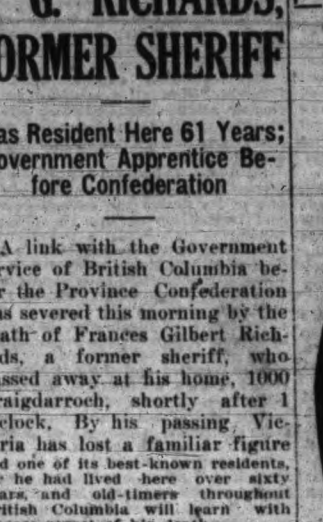 G. RICHARDS,
ORMER SHERIFF
as Resident Here 61 Years;
overnment Apprentice Be-
fore Confederation
A link with the Government
rvice of British Columbia be-
r the Province Confederation
as severed this morning by the
ath of Frances Gilbert Rich-
ds, a former sheriff, who
ssed away at his home, 1000
raigdarroch, shortly after 1
clock. By his passing Vic-
ria has lost a familiar figure
d one of its best-known residents,
r he had lived here over sixty
ars, and old-timers throughout
itish Columbia will learn with